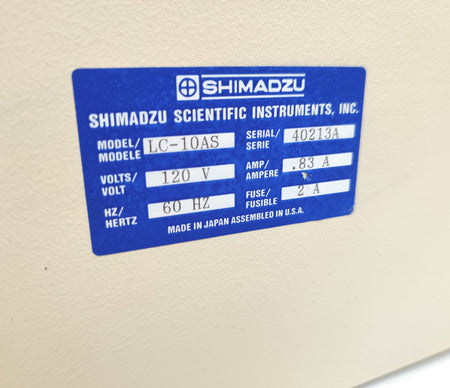 SHIMADZU
SHIMADZU SCIENTIFIC INSTRUMENTS, INC.
MODEL/ MODELE LC-10AS SERIAL/ SERIE 40213A
VOLTS/ VOLT 120 V AMP/ AMPERE .83 A
HZ/ HERTZ 60 HZ FUSE/ FUSIBLE 2 A
MADE IN JAPAN ASSEMBLED IN U.S.A.